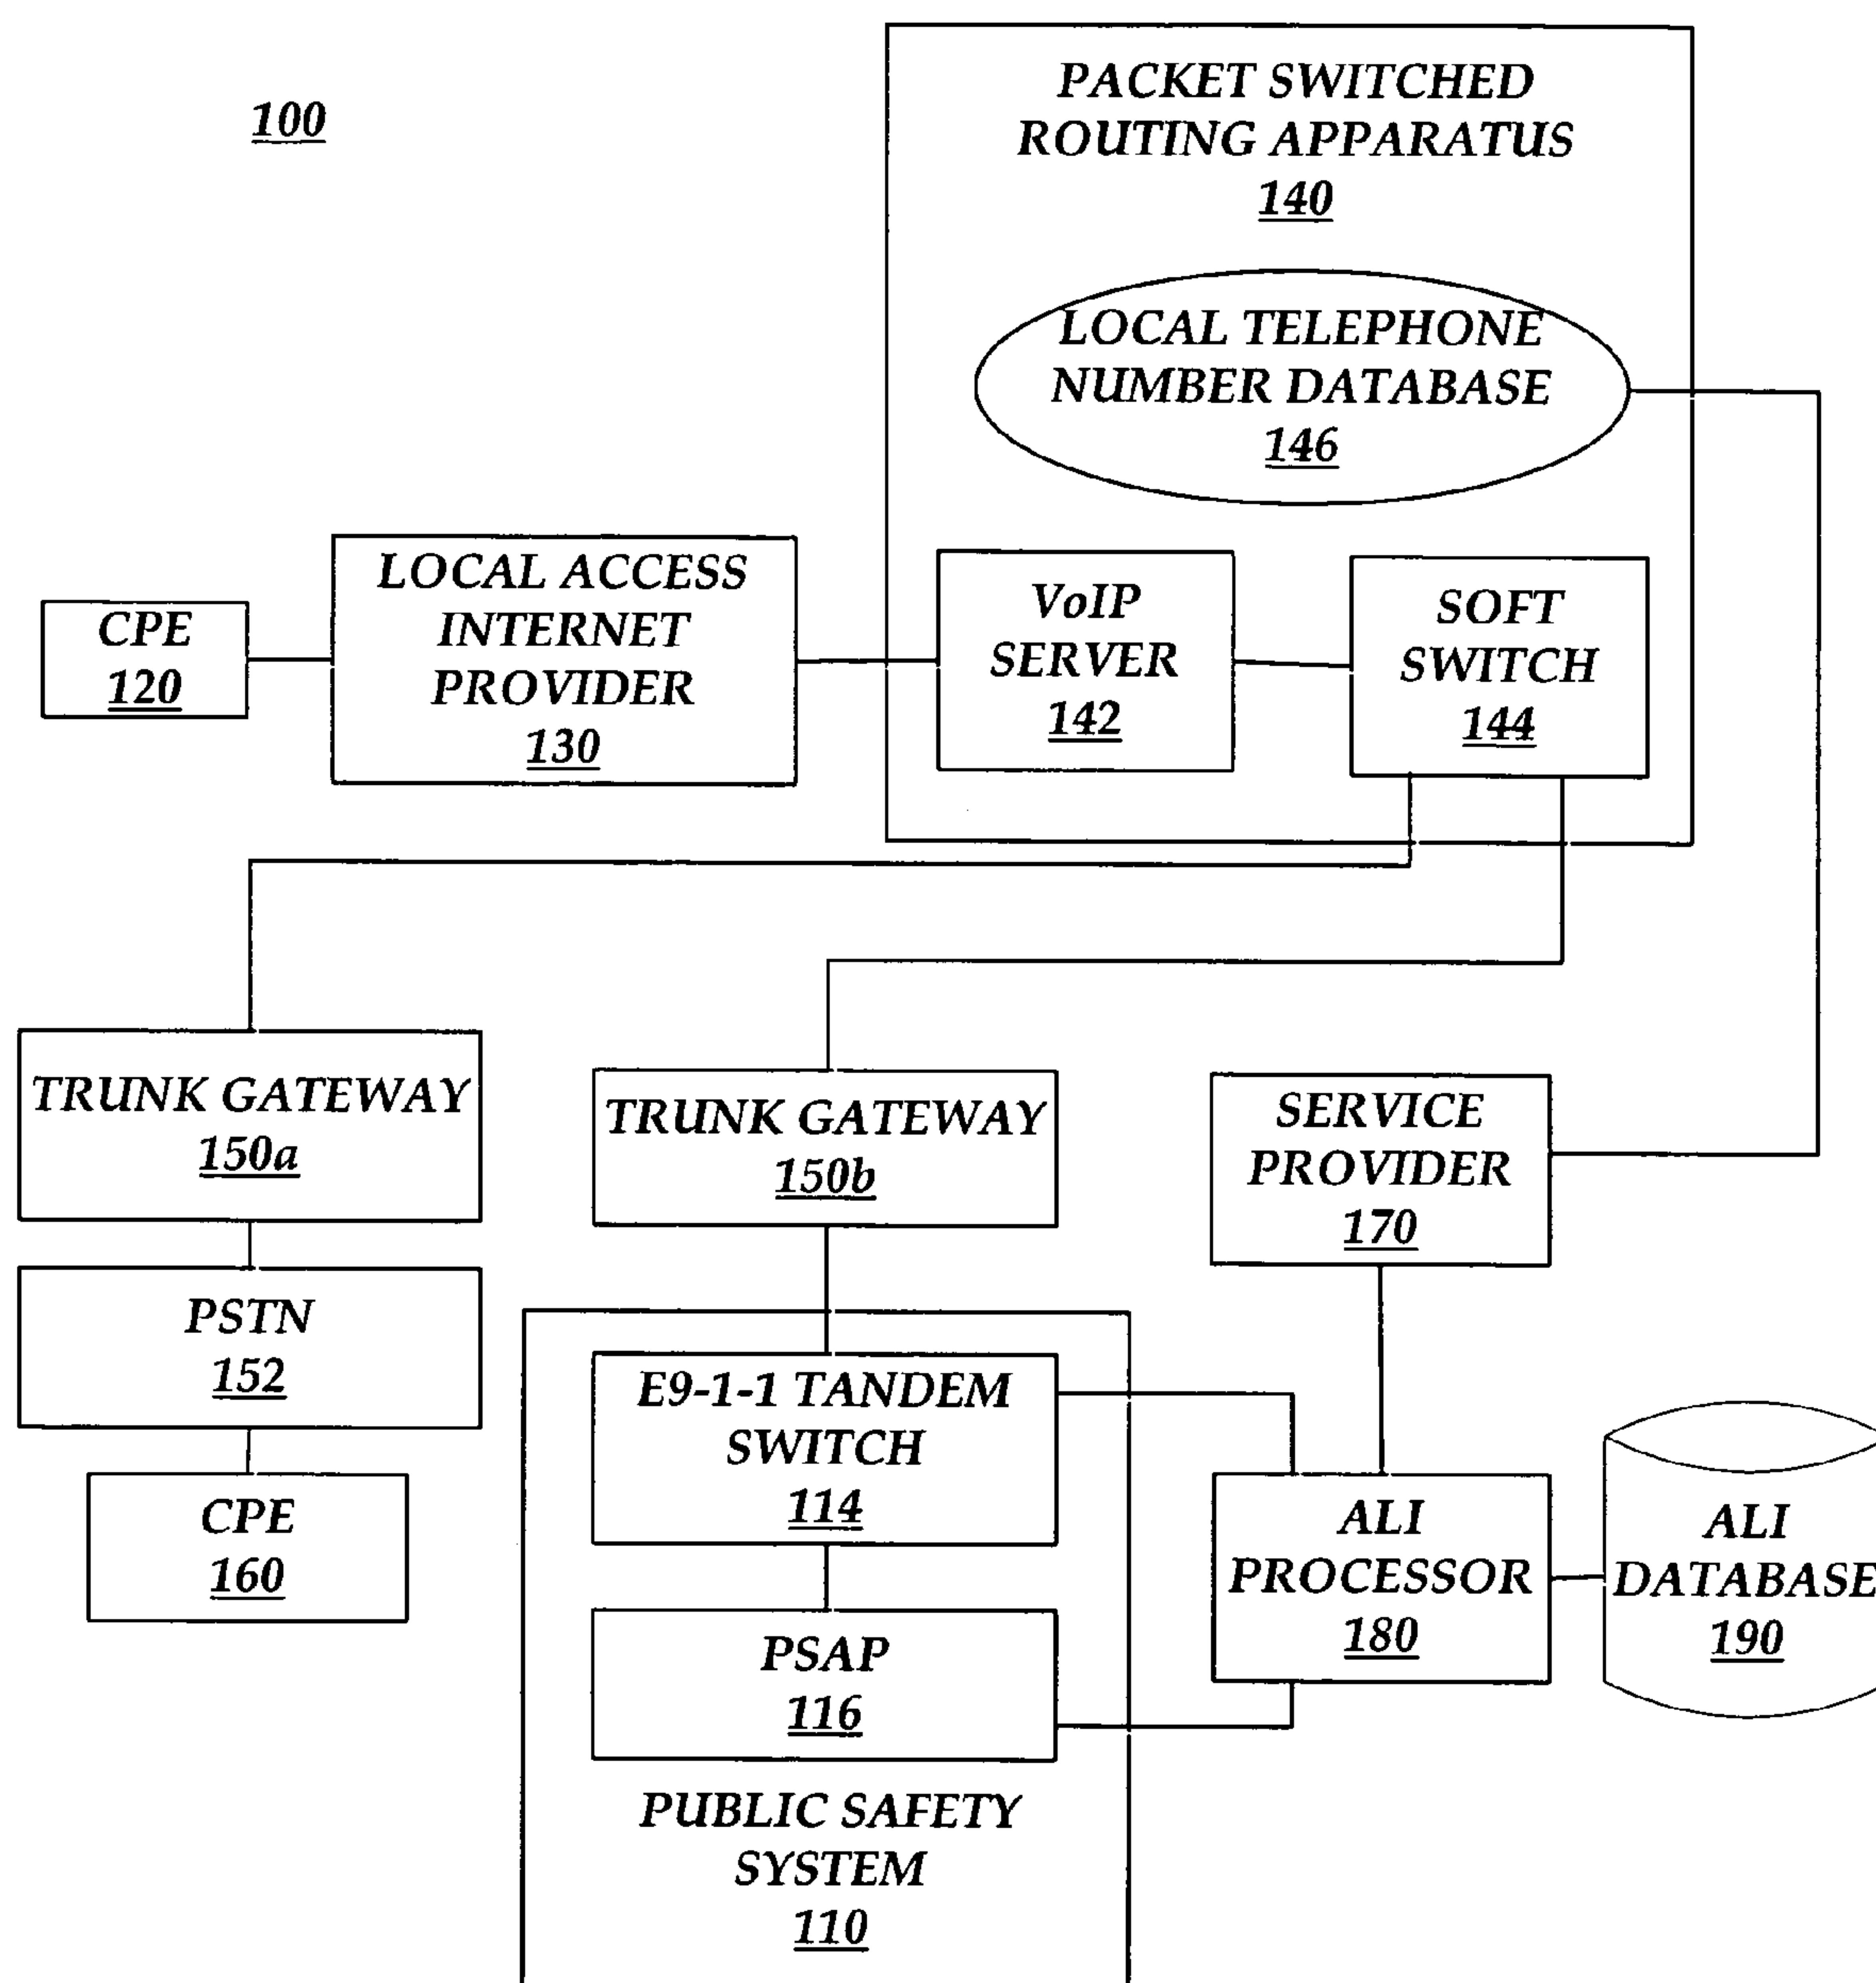 100
PACKET SWITCHED
ROUTING APPARATUS
140
LOCAL TELEPHONE
NUMBER DATABASE
146
LOCAL ACCESS
INTERNET
PROVIDER
130
CPE
120
VoIP
SERVER
142
SOFT
SWITCH
144
TRUNK GATEWAY
150a
TRUNK GATEWAY
150b
SERVICE
PROVIDER
170
PSTN
152
E9-1-1 TANDEM
SWITCH
114
CPE
160
ALI
PROCESSOR
180
ALI
DATABASE
190
PSAP
116
PUBLIC SAFETY
SYSTEM
110